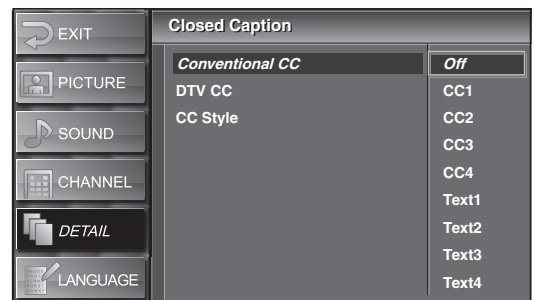 EXIT
PICTURE
SOUND
CHANNEL
DETAIL
LANGUAGE
Closed Caption
Conventional CC
DTV CC
CC Style
Off
CC1
CC2
CC3
CC4
Text1
Text2
Text3
Text4